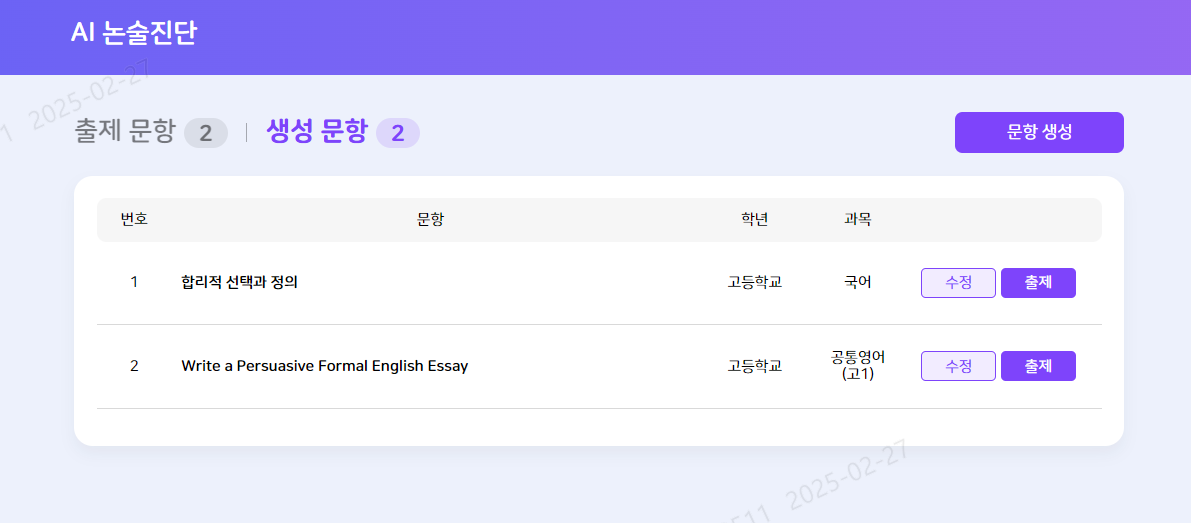 AI 논술진단
2025-02-27
출제 문항 2 | 생성 문항 2
문항 생성
번호 문항 학년 과목
1 합리적 선택과 정의 고등학교 국어 수정 출제
2 Write a Persuasive Formal English Essay 고등학교 공통영어 수정 출제
(고1)
511 2025-02-27